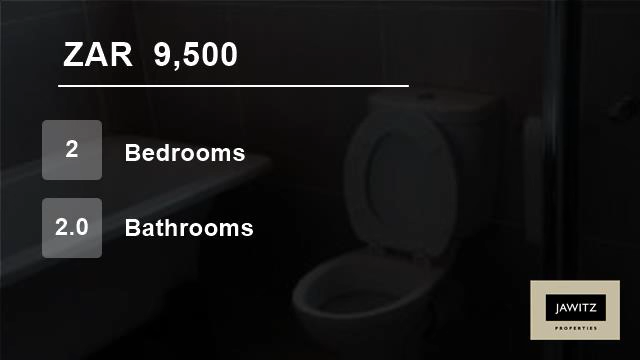 ZAR 9,500
2 Bedrooms
2.0 Bathrooms
JAWITZ
PROPERTIES